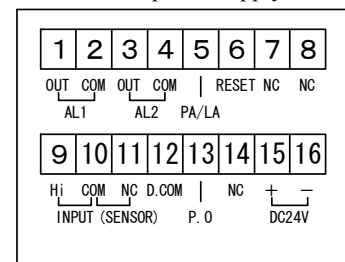 1 2 3 4 5 6 7 8
OUT COM OUT COM | RESET NC NC
AL1 AL2 PA/LA
9 10 11 12 13 14 15 16
Hi COM NC D.COM | NC + −
INPUT (SENSOR) P.O DC24V